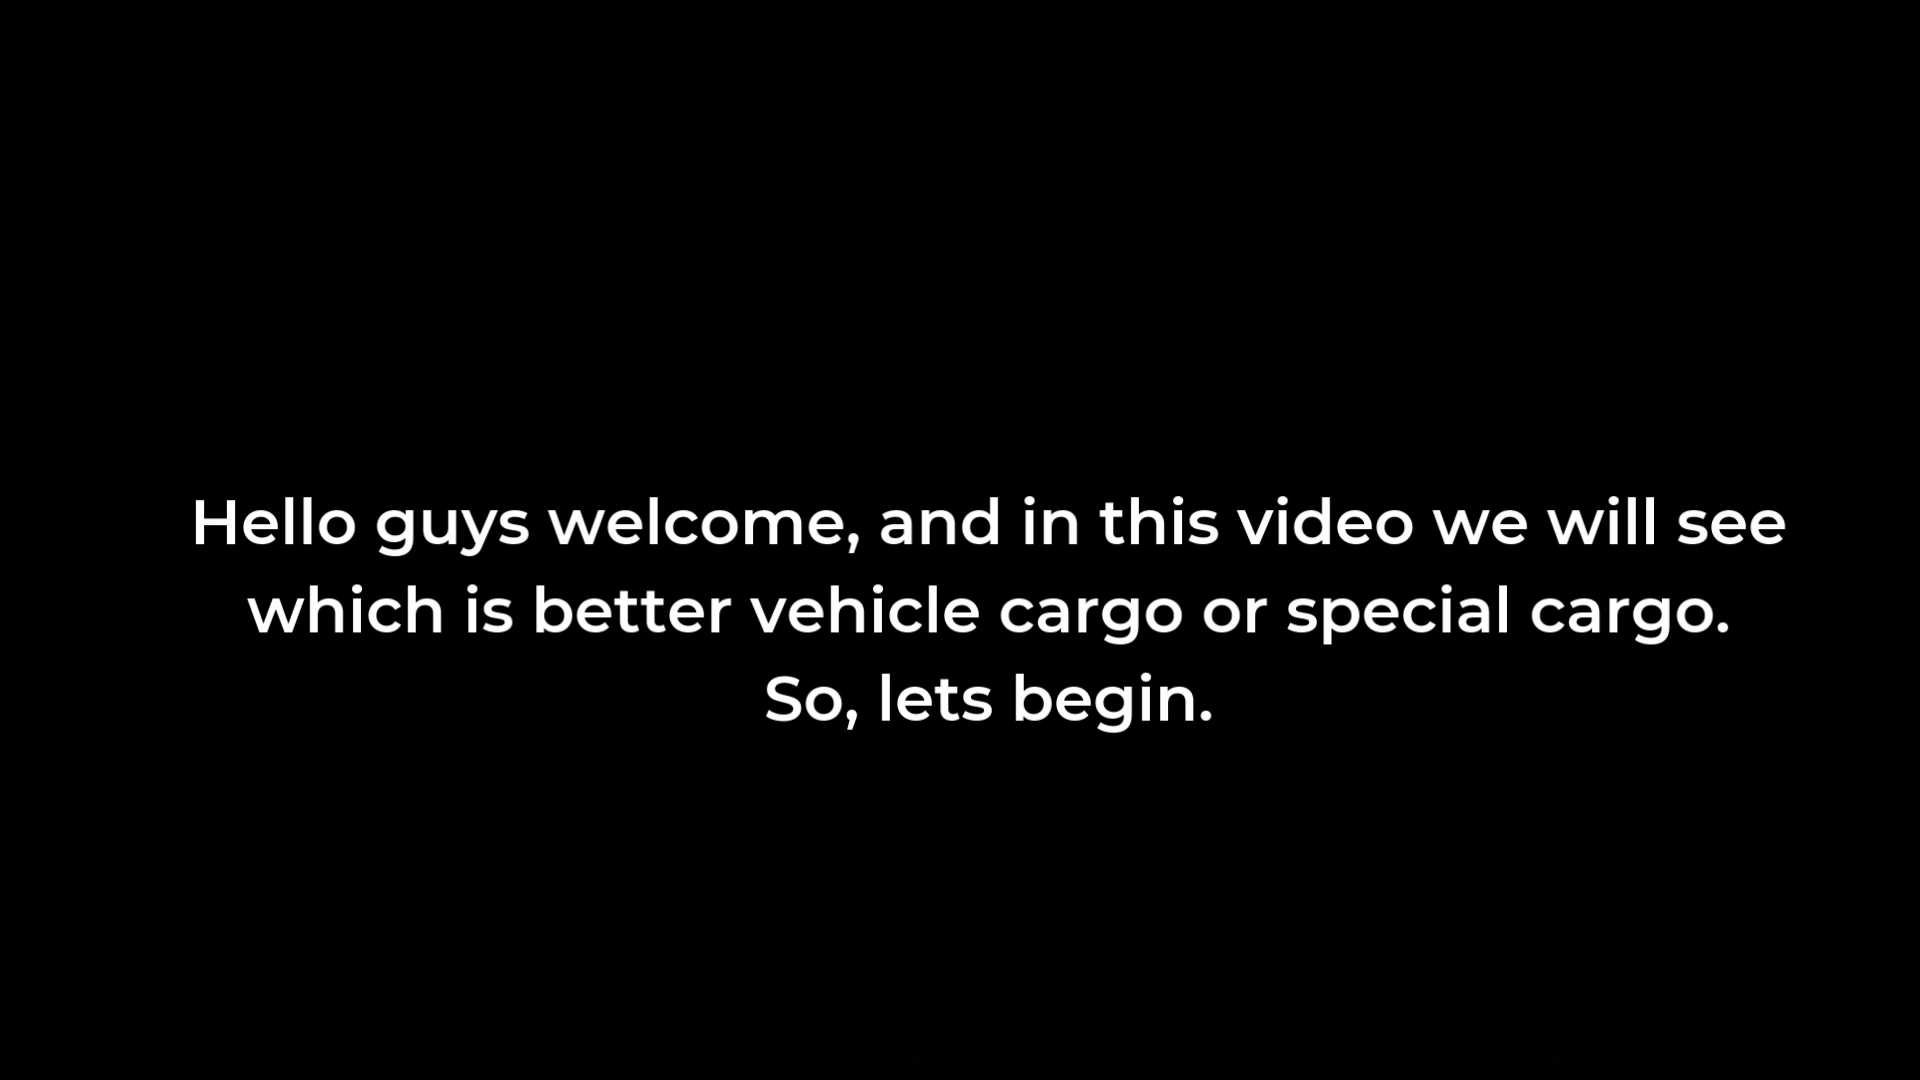 Hello guys welcome, and in this video we will see
which is better vehicle cargo or special cargo.
So, lets begin.